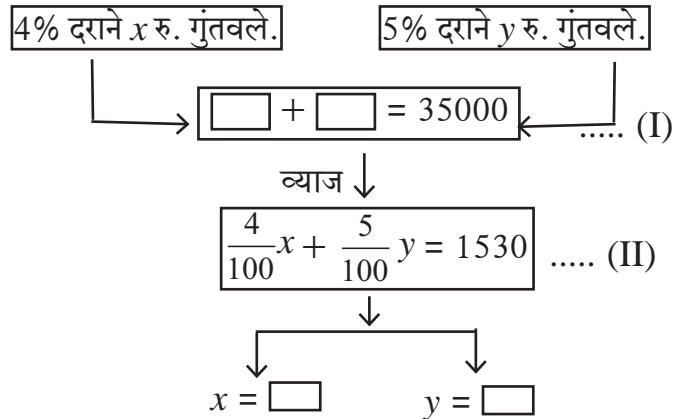 4% दराने x रु. गुंतवले. 5% दराने y रु. गुंतवले.
□ + □ = 35000 ..... (I)
व्याज
4/100 x + 5/100 y = 1530 ..... (II)
x = □ y = □